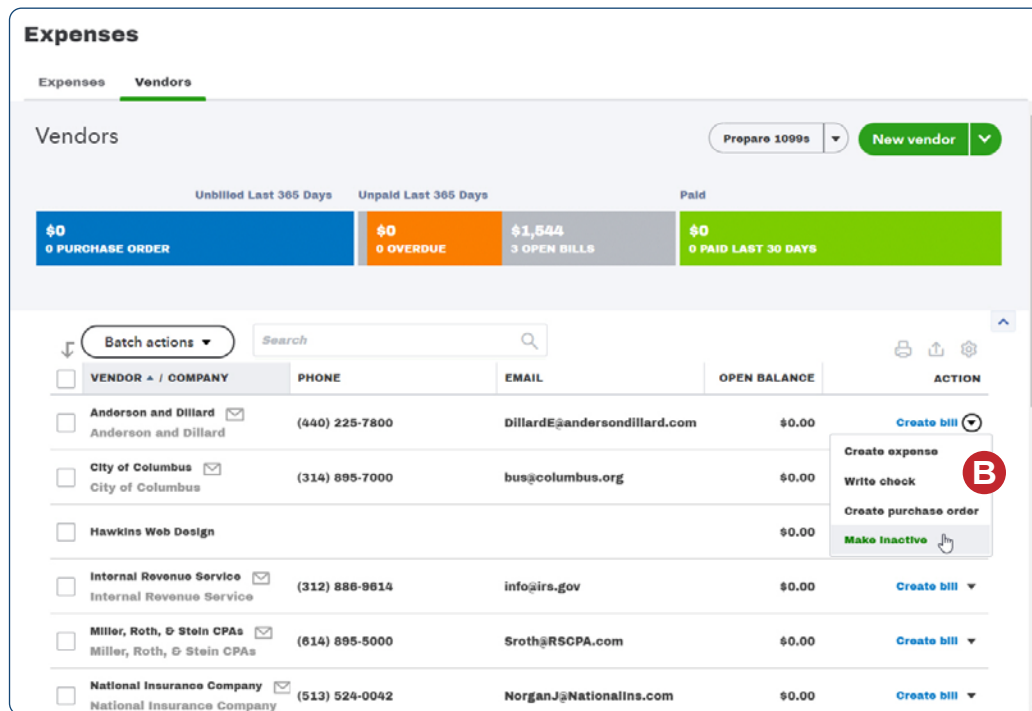 Expenses
Expenses Vendors
Vendors
Prepare 1099s New vendor
Unbilled Last 365 Days Unpaid Last 365 Days Paid
$0 $0 $1,544 $0
0 PURCHASE ORDER 0 OVERDUE 3 OPEN BILLS 0 PAID LAST 30 DAYS
Batch actions Search
VENDOR / COMPANY PHONE EMAIL OPEN BALANCE ACTION
Anderson and Dillard (440) 225-7800 DillardE@andersondillard.com $0.00 Create bill
Anderson and Dillard
Create expense
B
City of Columbus (314) 895-7000 bus@columbus.org $0.00 Write check
City of Columbus
Create purchase order
Hawkins Web Design $0.00 Make inactive
Internal Revenue Service (312) 886-9614 info@irs.gov $0.00 Create bill
Internal Revenue Service
Miller, Roth, & Stein CPAs (614) 895-5000 Sroth@RSCPA.com $0.00 Create bill
Miller, Roth, & Stein CPAs
National Insurance Company (513) 524-0042 NorganJ@NationalIns.com $0.00 Create bill
National Insurance Company